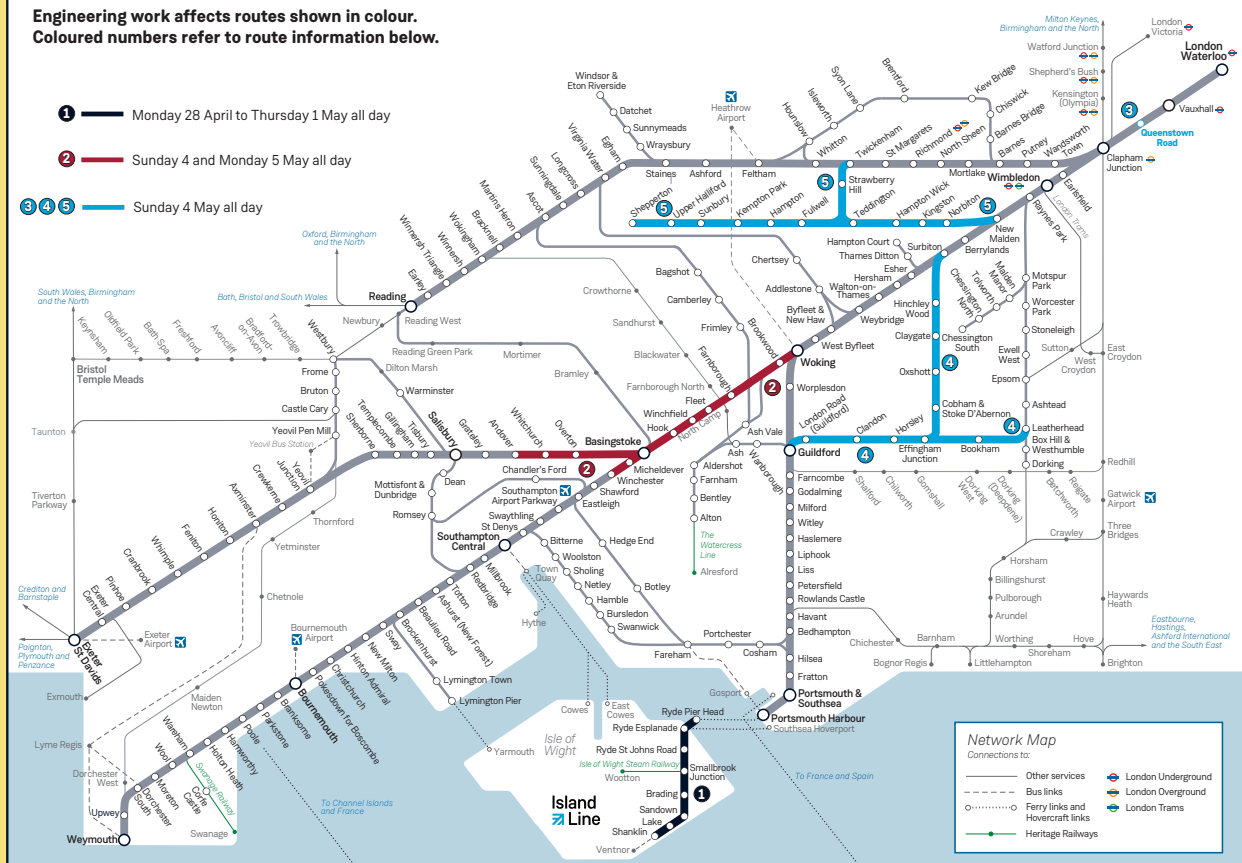 Engineering work affects routes shown in colour.
Coloured numbers refer to route information below.
1 Monday 28 April to Thursday 1 May all day
2 Sunday 4 and Monday 5 May all day
3 4 5 Sunday 4 May all day
Milton Keynes,
Birmingham and the North
London
Victoria
Watford Junction
London
Waterloo
Shepherd's Bush
Kensington
(Olympia)
3
Vauxhall
Queenstown
Road
Clapham
Junction
Windsor &
Eton Riverside
Datchet
Sunnymeads
Wraysbury
Heathrow
Airport
Hounslow
Isleworth
Syon Lane
Brentford
Kew Bridge
Chiswick
Barnes Bridge
Virginia Water
Egham
Staines
Ashford
Feltham
Whitton
Twickenham
St Margarets
Richmond
North Sheen
Mortlake
Barnes
Putney
Wandsworth
Town
Longcross
Sunningdale
Ascot
Martins Heron
Bracknell
Wokingham
Winnersh
Winnersh Triangle
Earley
Reading
5
Strawberry
Hill
Shepperton
5
Upper Halliford
Sunbury
Kempton Park
Hampton
Fulwell
Teddington
Hampton Wick
Kingston
Norbiton
5
Wimbledon
Earlsfield
Raynes Park
London Trams
New
Malden
Berrylands
Hampton Court
Thames Ditton
Surbiton
Esher
Hersham
Walton-on-
Thames
Weybridge
Byfleet &
New Haw
West Byfleet
Chertsey
Addlestone
Malden
Manor
Tolworth
Chessington
North
Chessington
South
Motspur
Park
Worcester
Park
Stoneleigh
Ewell
West
Epsom
Sutton
West
Croydon
East
Croydon
Ashtead
Leatherhead
Box Hill &
Westhumble
Dorking
Hinchley
Wood
Claygate
4
Oxshott
Cobham &
Stoke D'Abernon
4
Bookham
Effingham
Junction
Horsley
Clandon
4
London Road
(Guildford)
Guildford
Oxford, Birmingham
and the North
Bath, Bristol and South Wales
South Wales, Birmingham
and the North
Keynsham
Oldfield Park
Bath Spa
Freshford
Avoncliff
Bradford-
on-Avon
Trowbridge
Westbury
Newbury
Reading West
Reading Green Park
Mortimer
Bramley
Bristol
Temple Meads
Crowthorne
Sandhurst
Blackwater
Farnborough North
North Camp
Bagshot
Camberley
Frimley
Brookwood
Farnborough
Fleet
Winchfield
Hook
Woking
2
Worplesdon
Basingstoke
2
Ash Vale
Ash
Wanborough
Aldershot
Farnham
Bentley
Alton
The
Watercress
Line
Alresford
Frome
Bruton
Castle Cary
Yeovil Pen Mill
Yeovil Bus Station
Dilton Marsh
Warminster
Taunton
Tiverton
Parkway
Sherborne
Templecombe
Gillingham
Tisbury
Salisbury
Grateley
Andover
Whitchurch
Overton
Micheldever
Winchester
Shawford
Eastleigh
Chandler's Ford
Southampton
Airport Parkway
Swaythling
St Denys
Southampton
Central
Dean
Mottisfont &
Dunbridge
Romsey
Yeovil
Junction
Crewkerne
Axminster
Honiton
Feniton
Whimple
Cranbrook
Pinhoe
Exeter
Central
Exeter
St Davids
Exeter
Airport
Exmouth
Crediton and
Barnstaple
Paignton,
Plymouth and
Penzance
Thornford
Yetminster
Chetnole
Maiden
Newton
Dorchester
West
Lyme Regis
Bitterne
Woolston
Sholing
Netley
Hamble
Bursledon
Swanwick
Hedge End
Botley
Fareham
Portchester
Cosham
Town
Quay
Hythe
Millbrook
Redbridge
Totton
Ashurst (New Forest)
Beaulieu Road
Brockenhurst
Sway
New Milton
Hinton Admiral
Christchurch
Pokesdown for Boscombe
Bournemouth
Bournemouth
Airport
Branksome
Parkstone
Poole
Hamworthy
Holton Heath
Wareham
Wool
Moreton
Dorchester
South
Upwey
Weymouth
Swanage Railway
Corfe
Castle
Swanage
Lymington Town
Lymington Pier
Yarmouth
To Channel Islands
and France
Farncombe
Godalming
Milford
Witley
Haslemere
Liphook
Liss
Petersfield
Rowlands Castle
Havant
Bedhampton
Hilsea
Fratton
Portsmouth &
Southsea
Portsmouth Harbour
Southsea Hoverport
Gosport
Shalford
Chilworth
Gomshall
Dorking
West
Dorking
(Deepdene)
Betchworth
Reigate
Redhill
Gatwick
Airport
Three
Bridges
Crawley
Horsham
Billingshurst
Pulborough
Arundel
Haywards
Heath
Chichester
Barnham
Bognor Regis
Littlehampton
Worthing
Shoreham
Hove
Brighton
Eastbourne,
Hastings,
Ashford International
and the South East
Cowes
East
Cowes
Isle of
Wight
Ryde Pier Head
Ryde Esplanade
Ryde St Johns Road
Isle of Wight Steam Railway
Wootton
Smallbrook
Junction
Brading
1
Sandown
Lake
Shanklin
Ventnor
Island
Line
To France and Spain
Network Map
Connections to:
Other services
Bus links
Ferry links and
Hovercraft links
Heritage Railways
London Underground
London Overground
London Trams